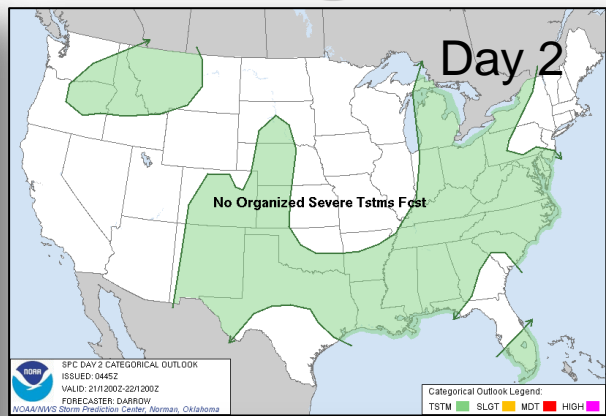 Day 2
No Organized Severe Tstms Fcst
NOAA
SPC DAY 2 CATEGORICAL OUTLOOK
ISSUED: 0445Z
VALID: 21/1200Z-22/1200Z
FORECASTER: DARROW
NOAA/NWS Storm Prediction Center, Norman, Oklahoma
Categorical Outlook Legend:
TSTM SLGT MDT HIGH